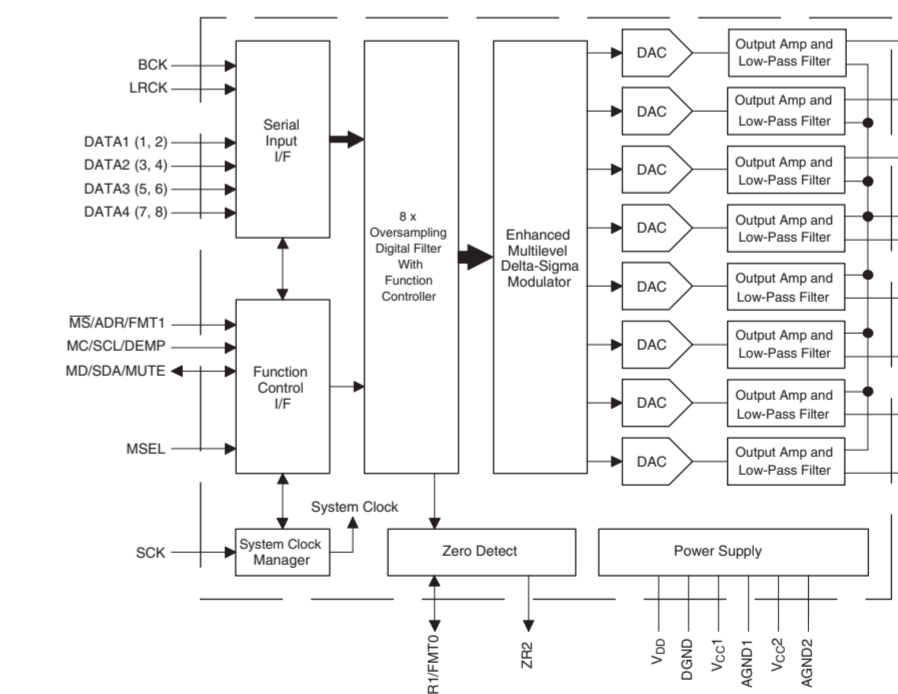 BCK
LRCK
DATA1 (1, 2)
DATA2 (3, 4)
DATA3 (5, 6)
DATA4 (7, 8)
MS/ADR/FMT1
MC/SCL/DEMP
MD/SDA/MUTE
MSEL
SCK
Serial
Input
I/F
Function
Control
I/F
System Clock
Manager
System Clock
8 x
Oversampling
Digital Filter
With
Function
Controller
Enhanced
Multilevel
Delta-Sigma
Modulator
DAC
Output Amp and
Low-Pass Filter
DAC
Output Amp and
Low-Pass Filter
DAC
Output Amp and
Low-Pass Filter
DAC
Output Amp and
Low-Pass Filter
DAC
Output Amp and
Low-Pass Filter
DAC
Output Amp and
Low-Pass Filter
DAC
Output Amp and
Low-Pass Filter
DAC
Output Amp and
Low-Pass Filter
Zero Detect
Power Supply
R1/FMT0
ZR2
VDD
DGND
VCC1
AGND1
VCC2
AGND2